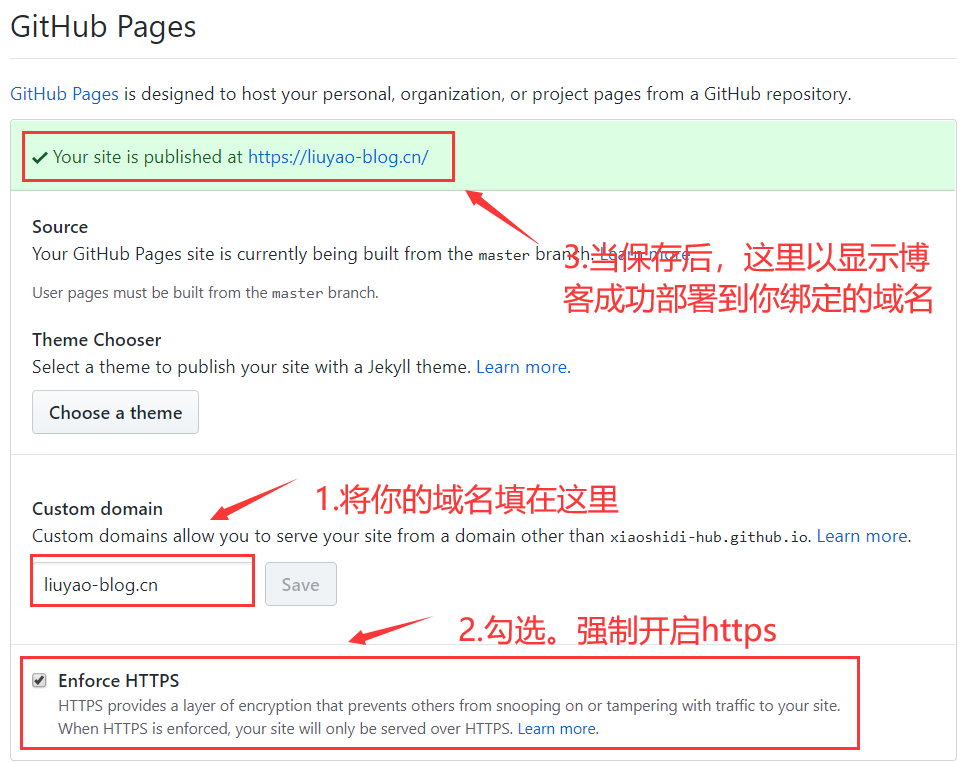 GitHub Pages
GitHub Pages is designed to host your personal, organization, or project pages from a GitHub repository.
Your site is published at https://liuyao-blog.cn/
Source
Your GitHub Pages site is currently being built from the master branch. Learn more.
3.当保存后，这里以显示博
客成功部署到你绑定的域名
User pages must be built from the master branch.
Theme Chooser
Select a theme to publish your site with a Jekyll theme. Learn more.
Choose a theme
1.将你的域名填在这里
Custom domain
Custom domains allow you to serve your site from a domain other than xiaoshidi-hub.github.io. Learn more.
liuyao-blog.cn Save
2.勾选。强制开启https
Enforce HTTPS
HTTPS provides a layer of encryption that prevents others from snooping on or tampering with traffic to your site.
When HTTPS is enforced, your site will only be served over HTTPS. Learn more.